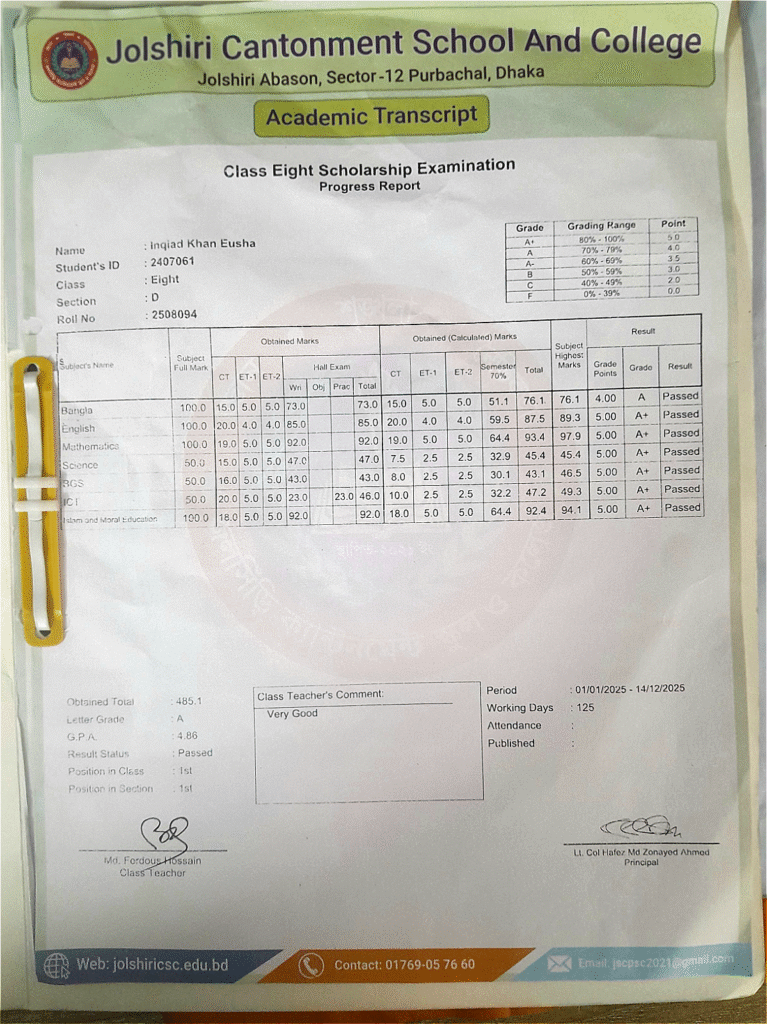 Jolshiri Cantonment School And College
Jolshiri Abason, Sector-12 Purbachal, Dhaka
Academic Transcript
Class Eight Scholarship Examination
Progress Report
Name : Inqiad Khan Eusha
Student's ID : 2407061
Class : Eight
Section : D
Roll No : 2508094
Grade Grading Range Point
A+ 80% - 100% 5.0
A 70% - 79% 4.0
A- 60% - 69% 3.5
B 50% - 59% 3.0
C 40% - 49% 2.0
F 0% - 39% 0.0
Subject's Name Subject Full Mark Obtained Marks Obtained (Calculated) Marks Subject Highest Marks Result
CT ET-1 ET-2 Hall Exam CT ET-1 ET-2 Semester 70% Total Grade Points Grade Result
Wri Obj Prac Total
Bangla 100.0 15.0 5.0 5.0 73.0 73.0 15.0 5.0 5.0 51.1 76.1 76.1 4.00 A Passed
English 100.0 20.0 4.0 4.0 85.0 85.0 20.0 4.0 4.0 59.5 87.5 89.3 5.00 A+ Passed
Mathematics 100.0 19.0 5.0 5.0 92.0 92.0 19.0 5.0 5.0 64.4 93.4 97.9 5.00 A+ Passed
Science 50.0 15.0 5.0 5.0 47.0 47.0 7.5 2.5 2.5 32.9 45.4 45.4 5.00 A+ Passed
BGS 50.0 16.0 5.0 5.0 43.0 43.0 8.0 2.5 2.5 30.1 43.1 46.5 5.00 A+ Passed
ICT 50.0 20.0 5.0 5.0 23.0 23.0 46.0 10.0 2.5 2.5 32.2 47.2 49.3 5.00 A+ Passed
Islam and Moral Education 100.0 18.0 5.0 5.0 92.0 92.0 18.0 5.0 5.0 64.4 92.4 94.1 5.00 A+ Passed
Obtained Total : 485.1
Letter Grade : A
G.P.A. : 4.86
Result Status : Passed
Position in Class : 1st
Position in Section : 1st
Class Teacher's Comment:
Very Good
Period : 01/01/2025 - 14/12/2025
Working Days : 125
Attendance :
Published :
Md. Fordous Hossain
Class Teacher
Lt. Col Hafez Md Zonayed Ahmed
Principal
Web: jolshiricsc.edu.bd
Contact: 01769-05 76 60
Email: jscpsc2021@gmail.com